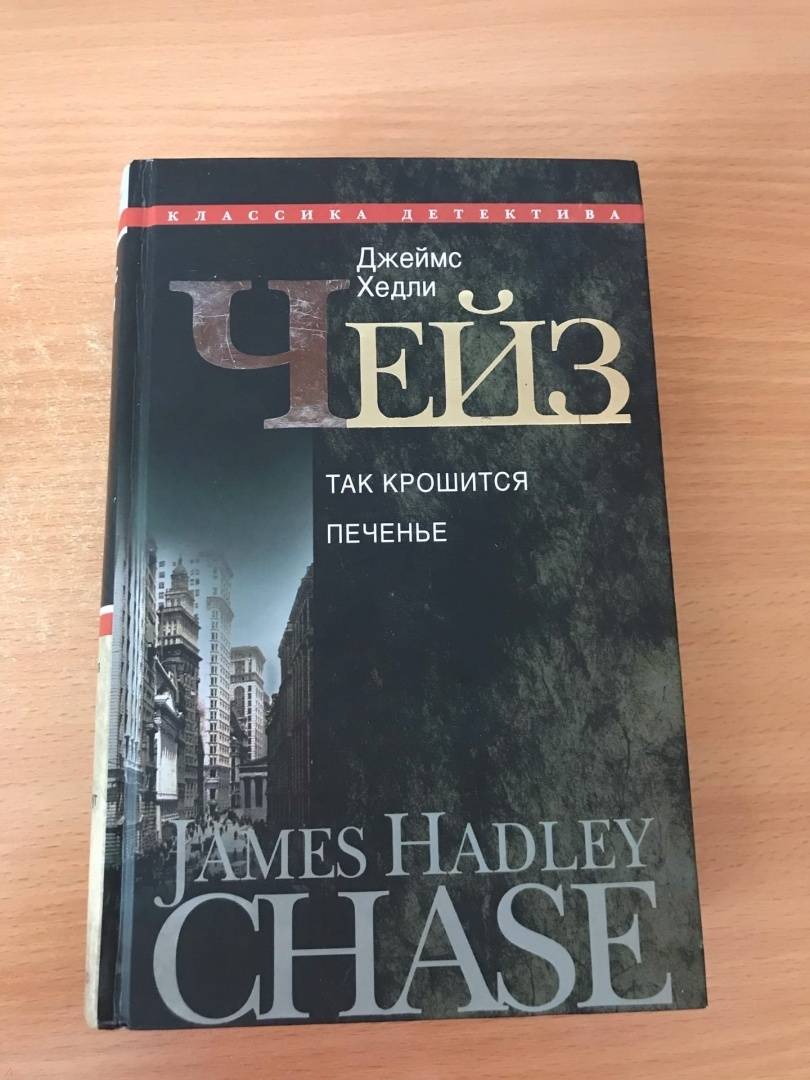 КЛАССИКА ДЕТЕКТИВА
Джеймс
Хедли
ЧЕЙЗ
ТАК КРОШИТСЯ
ПЕЧЕНЬЕ
JAMES HADLEY
CHASE